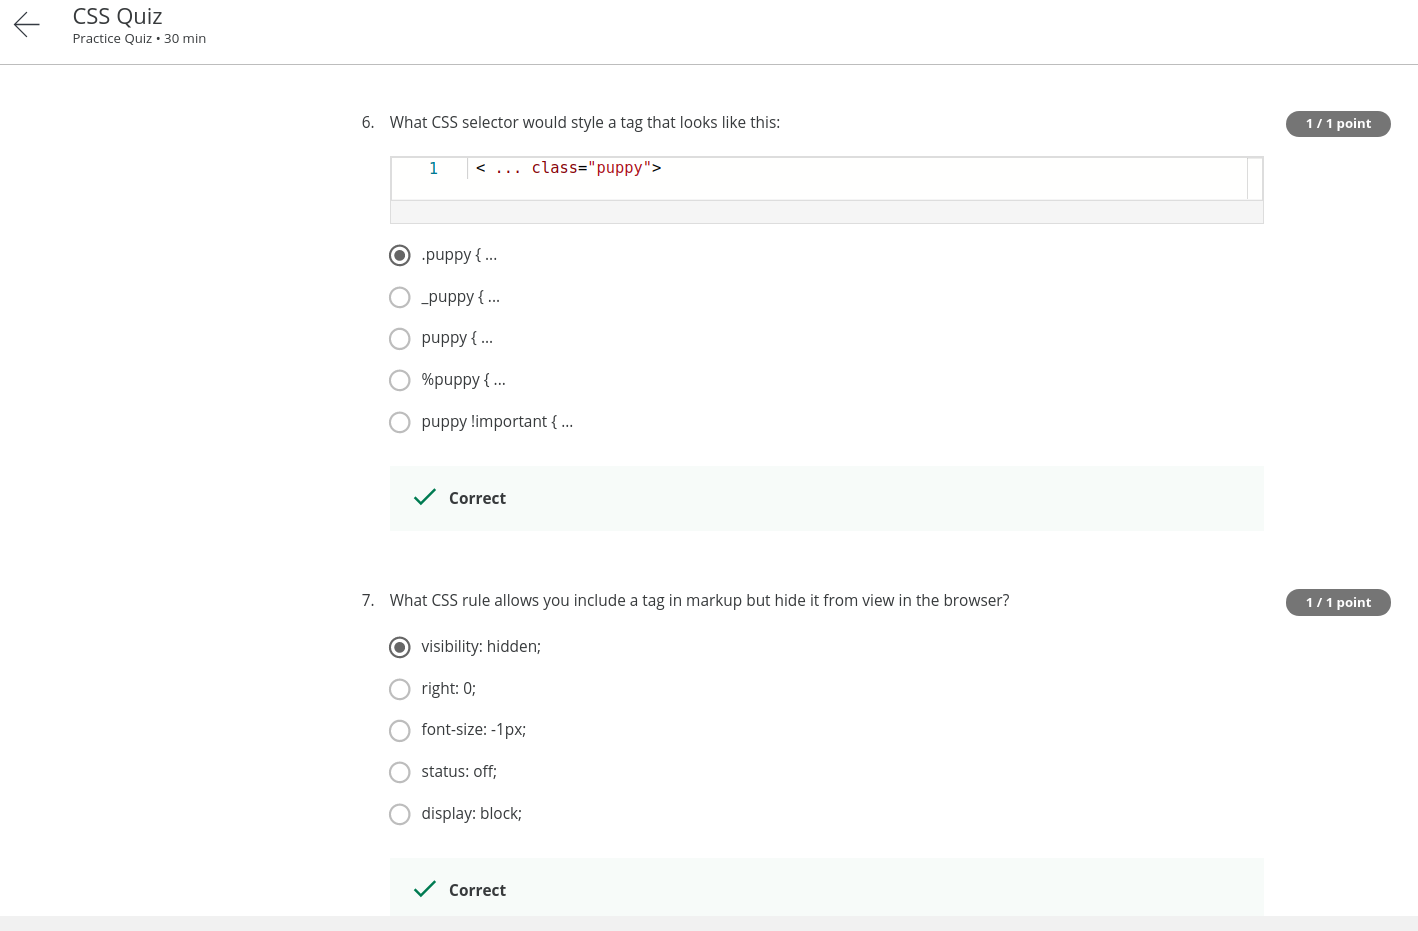 CSS Quiz
Practice Quiz • 30 min
6. What CSS selector would style a tag that looks like this:
1 / 1 point
1 < ... class="puppy">
.puppy { ...
_puppy { ...
puppy { ...
%puppy { ...
puppy !important { ...
Correct
7. What CSS rule allows you include a tag in markup but hide it from view in the browser?
1 / 1 point
visibility: hidden;
right: 0;
font-size: -1px;
status: off;
display: block;
Correct